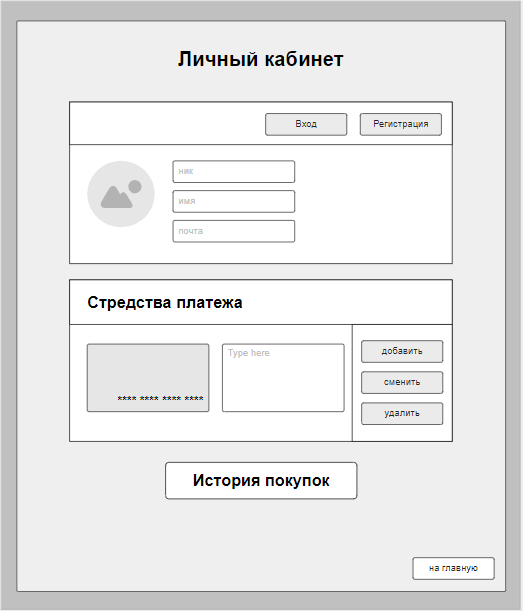 Личный кабинет
Вход
Регистрация
ник
имя
почта
Стредства платежа
**** **** **** ****
Type here
добавить
сменить
удалить
История покупок
на главную